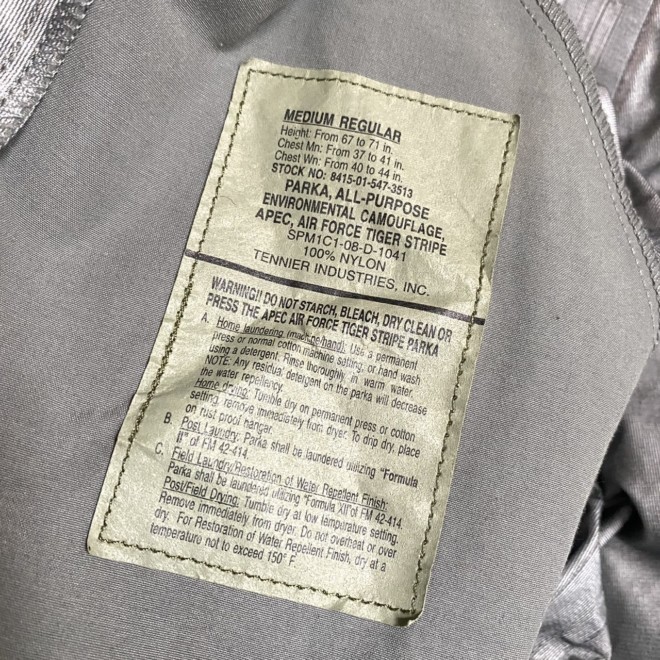 MEDIUM REGULAR
Height: From 67 to 71 in.
Chest Mn: From 37 to 41 in.
Chest Wn: From 40 to 44 in.
STOCK NO: 8415-01-547-3513
PARKA, ALL-PURPOSE
ENVIRONMENTAL CAMOUFLAGE,
APEC, AIR FORCE TIGER STRIPE
SPM1C1-08-D-1041
100% NYLON
TENNIER INDUSTRIES, INC.
WARNING!! DO NOT STARCH, BLEACH, DRY CLEAN OR
PRESS THE APEC AIR FORCE TIGER STRIPE PARKA
A. Home laundering (machine/hand): Use a permanent
press or normal cotton machine setting, or hand wash
using a detergent. Rinse thoroughly in warm water.
NOTE: Any residual detergent on the parka will decrease
the water repellency.
Home drying: Tumble dry on permanent press or cotton
setting, remove immediately from dryer. To drip dry, place
on rust proof hanger.
B. Post Laundry: Parka shall be laundered utilizing "Formula
II" of FM 42-414.
C. Field Laundry/Restoration of Water Repellent Finish:
Parka shall be laundered utilizing "Formula XII"of FM 42-414.
Post/Field Drying: Tumble dry at low temperature setting.
Remove immediately from dryer. Do not overheat or over
dry. For Restoration of Water Repellent Finish, dry at a
temperature not to exceed 150° F.